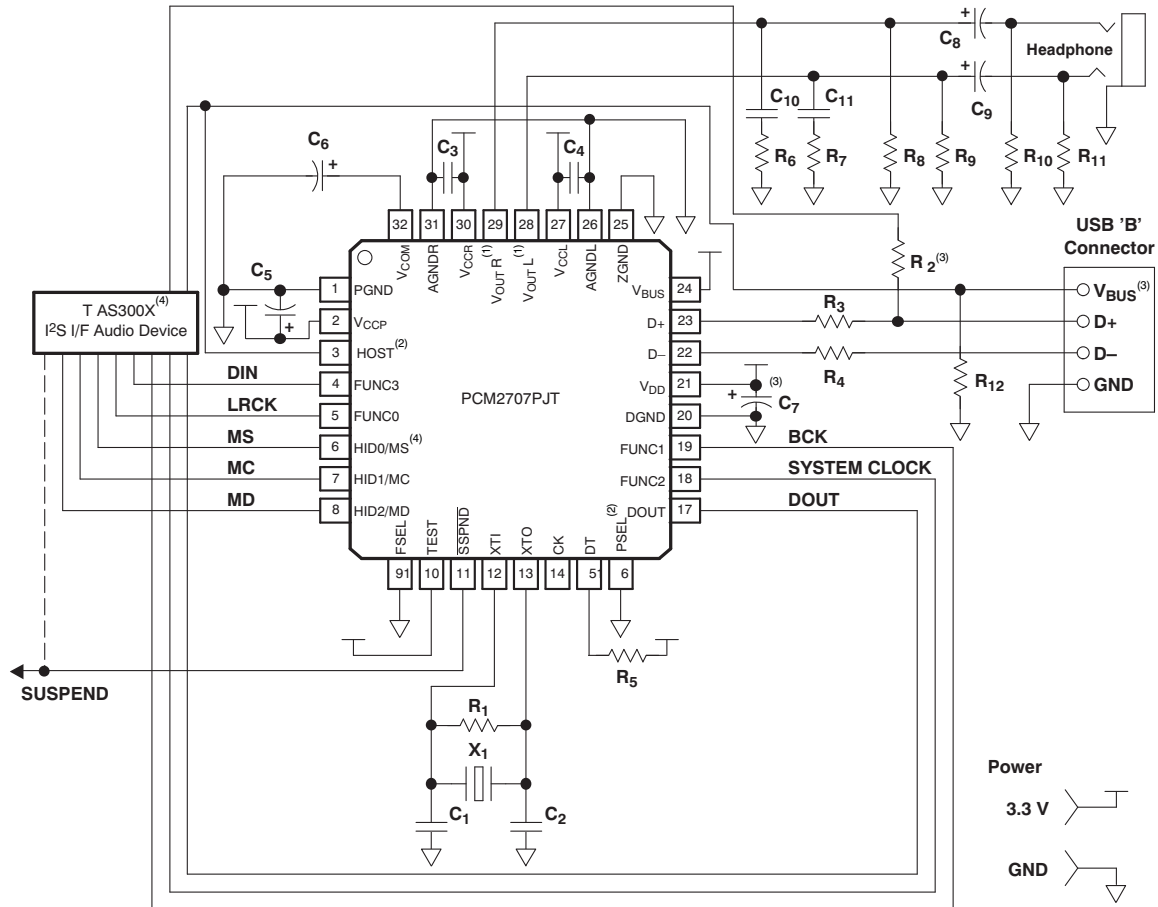 C8
Headphone
C10
C11
C9
R6
R7
R8
R9
R10
R11
C6
C3
C4
32
31
30
29
28
27
26
25
VCOM
AGNDR
VCCR
VOUT R(1)
VOUT L(1)
VCCL
AGNDL
ZGND
USB 'B'
Connector
R 2(3)
C5
1
PGND
VBUS
24
VBUS(3)
T AS300X(4)
I2S I/F Audio Device
2
VCCP
D+
23
R3
D+
3
HOST(2)
D–
22
R4
D–
DIN
4
FUNC3
PCM2707PJT
VDD
21
(3)
C7
R12
GND
LRCK
5
FUNC0
DGND
20
MS
6
HID0/MS(4)
FUNC1
19
BCK
MC
7
HID1/MC
FUNC2
18
SYSTEM CLOCK
MD
8
HID2/MD
DOUT
17
DOUT
FSEL
TEST
SSPND
XTI
XTO
CK
DT
PSEL(2)
91
10
11
12
13
14
51
6
SUSPEND
R5
R1
X1
C1
C2
Power
3.3 V
GND
+
+
+
+
+